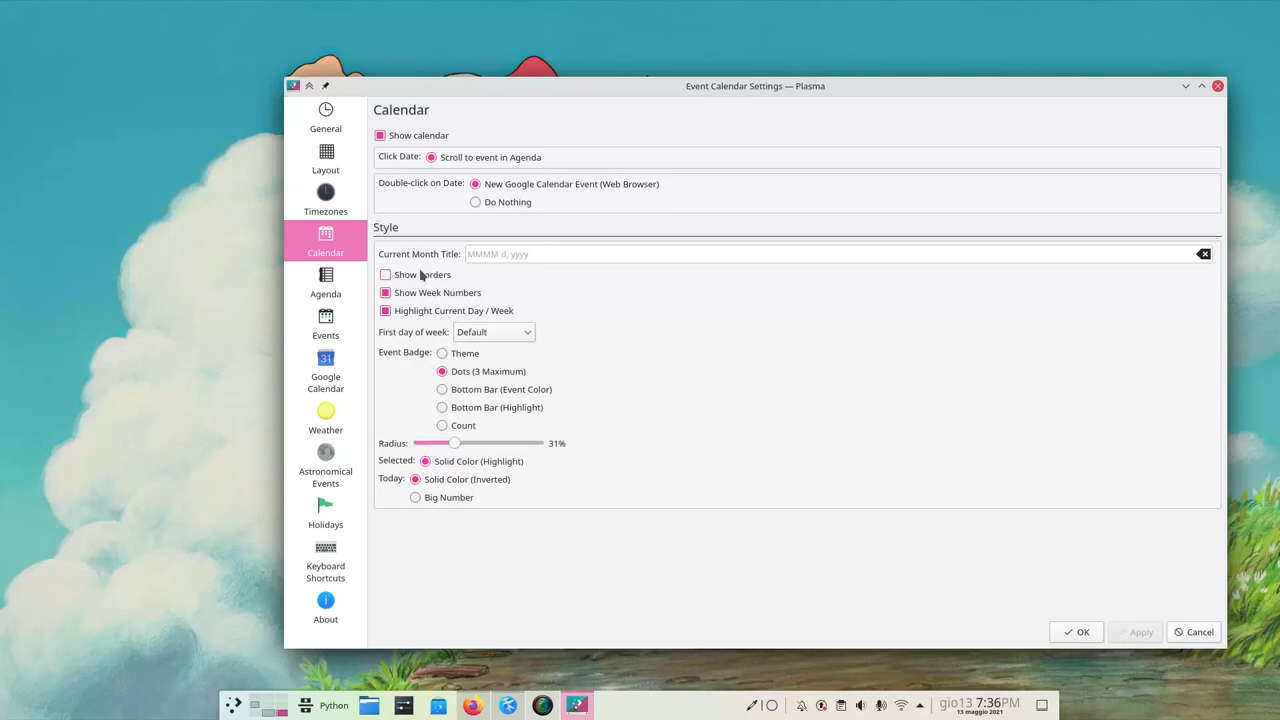 Event Calendar Settings — Plasma
General
Layout
Timezones
Calendar
Agenda
Events
31
Google
Calendar
Weather
Astronomical
Events
Holidays
Keyboard
Shortcuts
About
Calendar
Show calendar
Click Date: Scroll to event in Agenda
Double-click on Date: New Google Calendar Event (Web Browser)
Do Nothing
Style
Current Month Title: MMMM d, yyyy
Show Borders
Show Week Numbers
Highlight Current Day / Week
First day of week: Default
Event Badge: Theme
Dots (3 Maximum)
Bottom Bar (Event Color)
Bottom Bar (Highlight)
Count
Radius: 31%
Selected: Solid Color (Highlight)
Today: Solid Color (Inverted)
Big Number
OK Apply Cancel
Python
gio13 7:36PM
13 maggio 2021